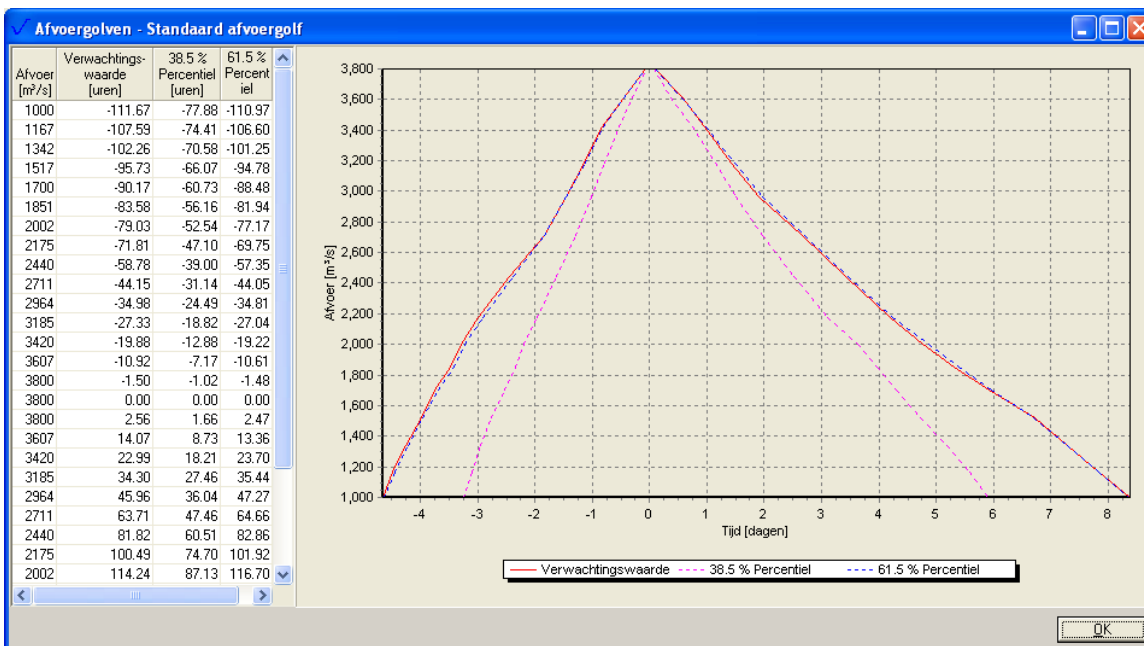 Afvoergolven - Standaard afvoergolf
Afvoer [m³/s] Verwachtings-waarde [uren] 38.5 % Percentiel [uren] 61.5 % Percent iel
1000 -111.67 -77.88 -110.97
1167 -107.59 -74.41 -106.60
1342 -102.26 -70.58 -101.25
1517 -95.73 -66.07 -94.78
1700 -90.17 -60.73 -88.48
1851 -83.58 -56.16 -81.94
2002 -79.03 -52.54 -77.17
2175 -71.81 -47.10 -69.75
2440 -58.78 -39.00 -57.35
2711 -44.15 -31.14 -44.05
2964 -34.98 -24.49 -34.81
3185 -27.33 -18.82 -27.04
3420 -19.88 -12.88 -19.22
3607 -10.92 -7.17 -10.61
3800 -1.50 -1.02 -1.48
3800 0.00 0.00 0.00
3800 2.56 1.66 2.47
3607 14.07 8.73 13.36
3420 22.99 18.21 23.70
3185 34.30 27.46 35.44
2964 45.96 36.04 47.27
2711 63.71 47.46 64.66
2440 81.82 60.51 82.86
2175 100.49 74.70 101.92
2002 114.24 87.13 116.70
Afvoer [m³/s]
3,800
3,600
3,400
3,200
3,000
2,800
2,600
2,400
2,200
2,000
1,800
1,600
1,400
1,200
1,000
-4 -3 -2 -1 0 1 2 3 4 5 6 7 8
Tijd [dagen]
Verwachtingswaarde 38.5 % Percentiel 61.5 % Percentiel
OK